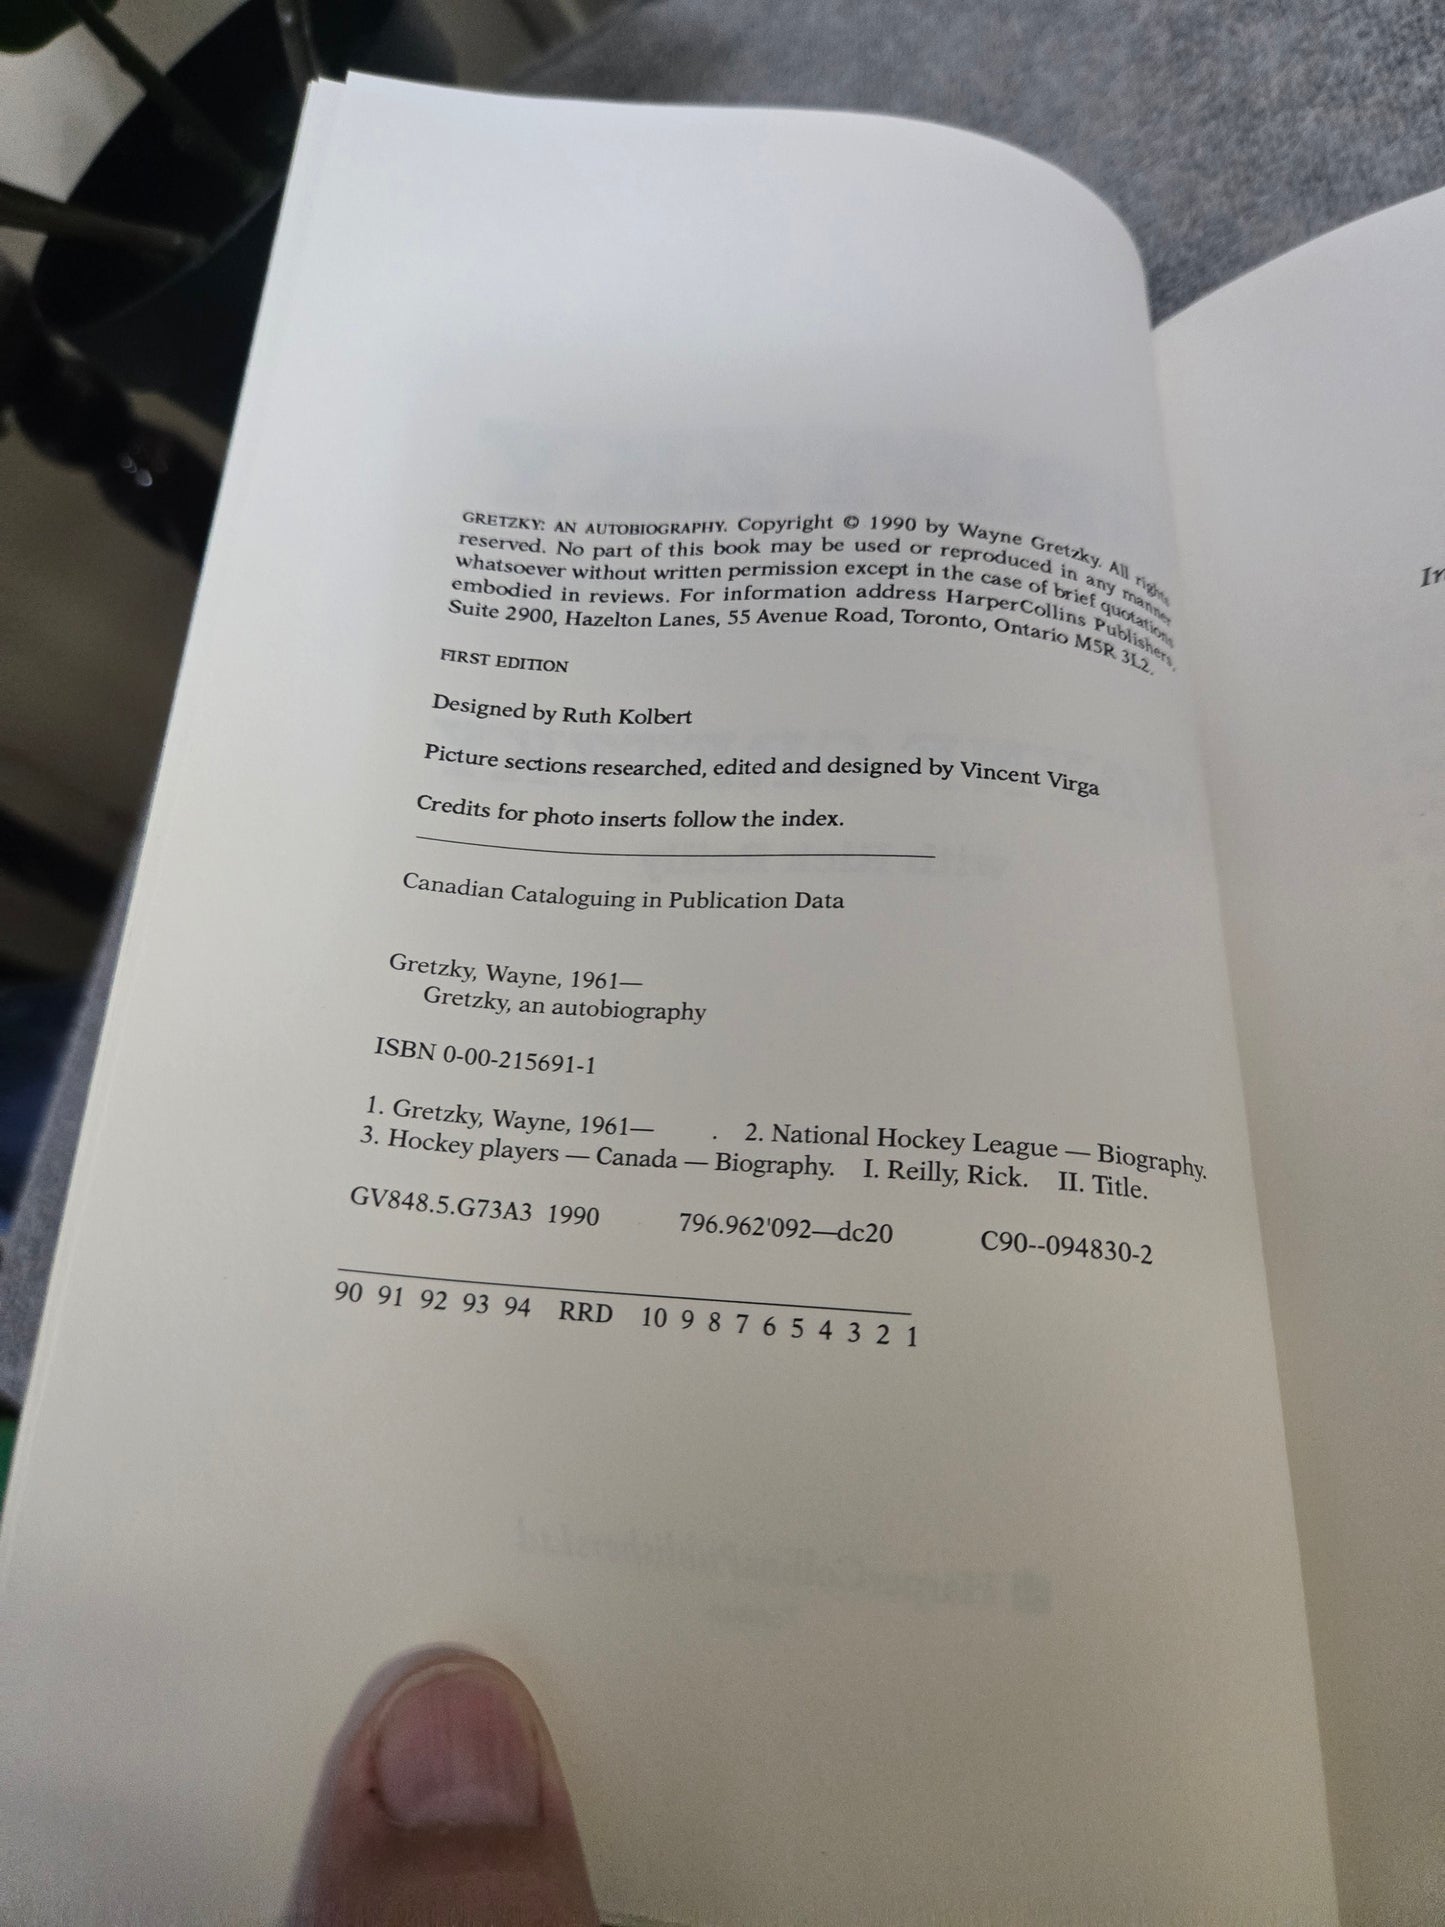 GRETZKY: AN AUTOBIOGRAPHY. Copyright © 1990 by Wayne Gretzky. All rights
reserved. No part of this book may be used or reproduced in any manner
whatsoever without written permission except in the case of brief quotations
embodied in reviews. For information address HarperCollins Publishers,
Suite 2900, Hazelton Lanes, 55 Avenue Road, Toronto, Ontario M5R 3L2.
FIRST EDITION
Designed by Ruth Kolbert
Picture sections researched, edited and designed by Vincent Virga
Credits for photo inserts follow the index.
Canadian Cataloguing in Publication Data
Gretzky, Wayne, 1961—
Gretzky, an autobiography
ISBN 0-00-215691-1
1. Gretzky, Wayne, 1961— . 2. National Hockey League — Biography.
3. Hockey players — Canada — Biography. I. Reilly, Rick. II. Title.
GV848.5.G73A3 1990 796.962'092—dc20 C90--094830-2
90 91 92 93 94 RRD 10 9 8 7 6 5 4 3 2 1